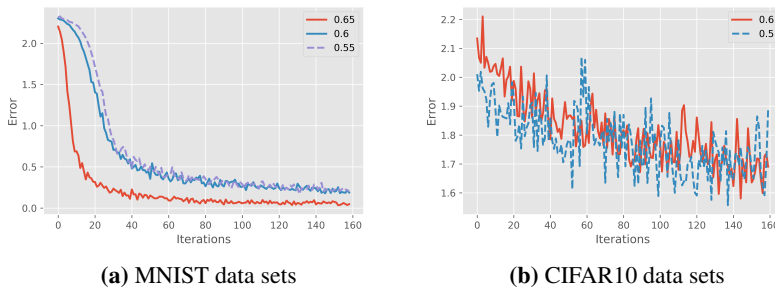 0.65
0.6
0.55
2.0
1.5
1.0
0.5
0.0
Error
0 20 40 60 80 100 120 140 160
Iterations
(a) MNIST data sets
0.6
0.5
2.2
2.1
2.0
1.9
1.8
1.7
1.6
Error
0 20 40 60 80 100 120 140 160
Iterations
(b) CIFAR10 data sets